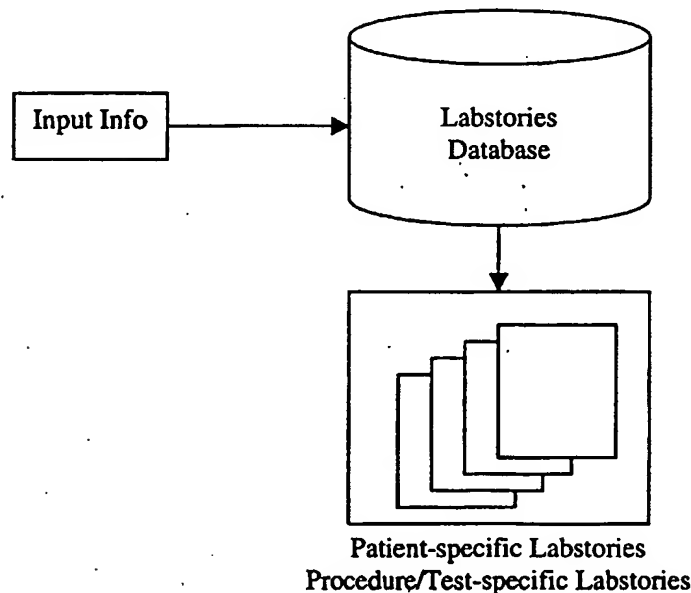 Input Info
Labstories
Database
Patient-specific Labstories
Procedure/Test-specific Labstories